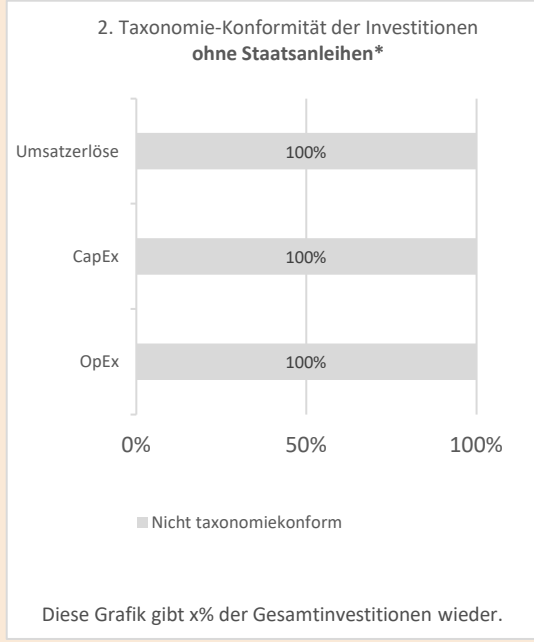 2. Taxonomie-Konformität der Investitionen
ohne Staatsanleihen*
Umsatzerlöse
100%
CapEx
100%
OpEx
100%
0%
50%
100%
Nicht taxonomiekonform
Diese Grafik gibt x% der Gesamtinvestitionen wieder.